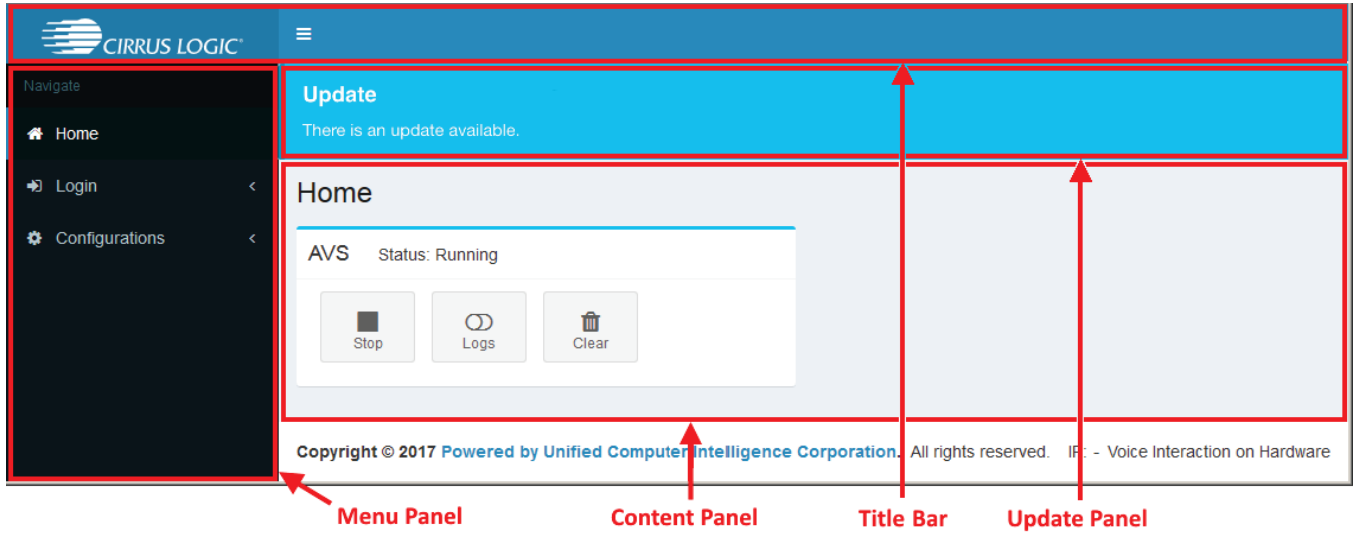 CIRRUS LOGIC®
Navigate
Home
Login
Configurations
Update
There is an update available.
Home
AVS Status: Running
Stop Logs Clear
Copyright © 2017 Powered by Unified Computer Intelligence Corporation. All rights reserved. IP: - Voice Interaction on Hardware
Menu Panel Content Panel Title Bar Update Panel